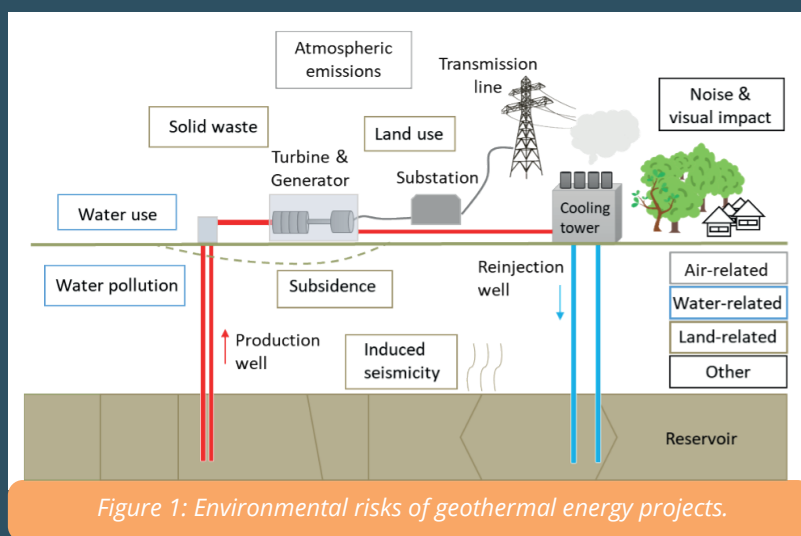 Atmospheric
emissions
Transmission
line
Noise &
visual impact
Solid waste
Land use
Turbine &
Generator
Substation
Water use
Cooling
tower
Water pollution
Subsidence
Reinjection
well
Air-related
Water-related
Land-related
Other
Production
well
Induced
seismicity
Reservoir
Figure 1: Environmental risks of geothermal energy projects.